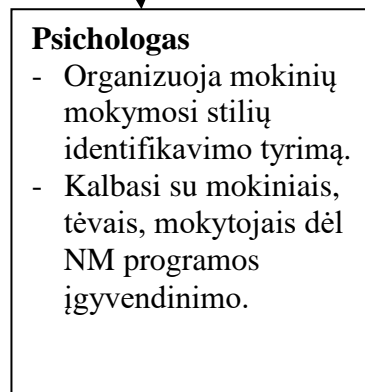 Psichologas
- Organizuoja mokinių
mokymosi stilių
identifikavimo tyrimą.
- Kalbasi su mokiniais,
tėvais, mokytojais dėl
NM programos
įgyvendinimo.